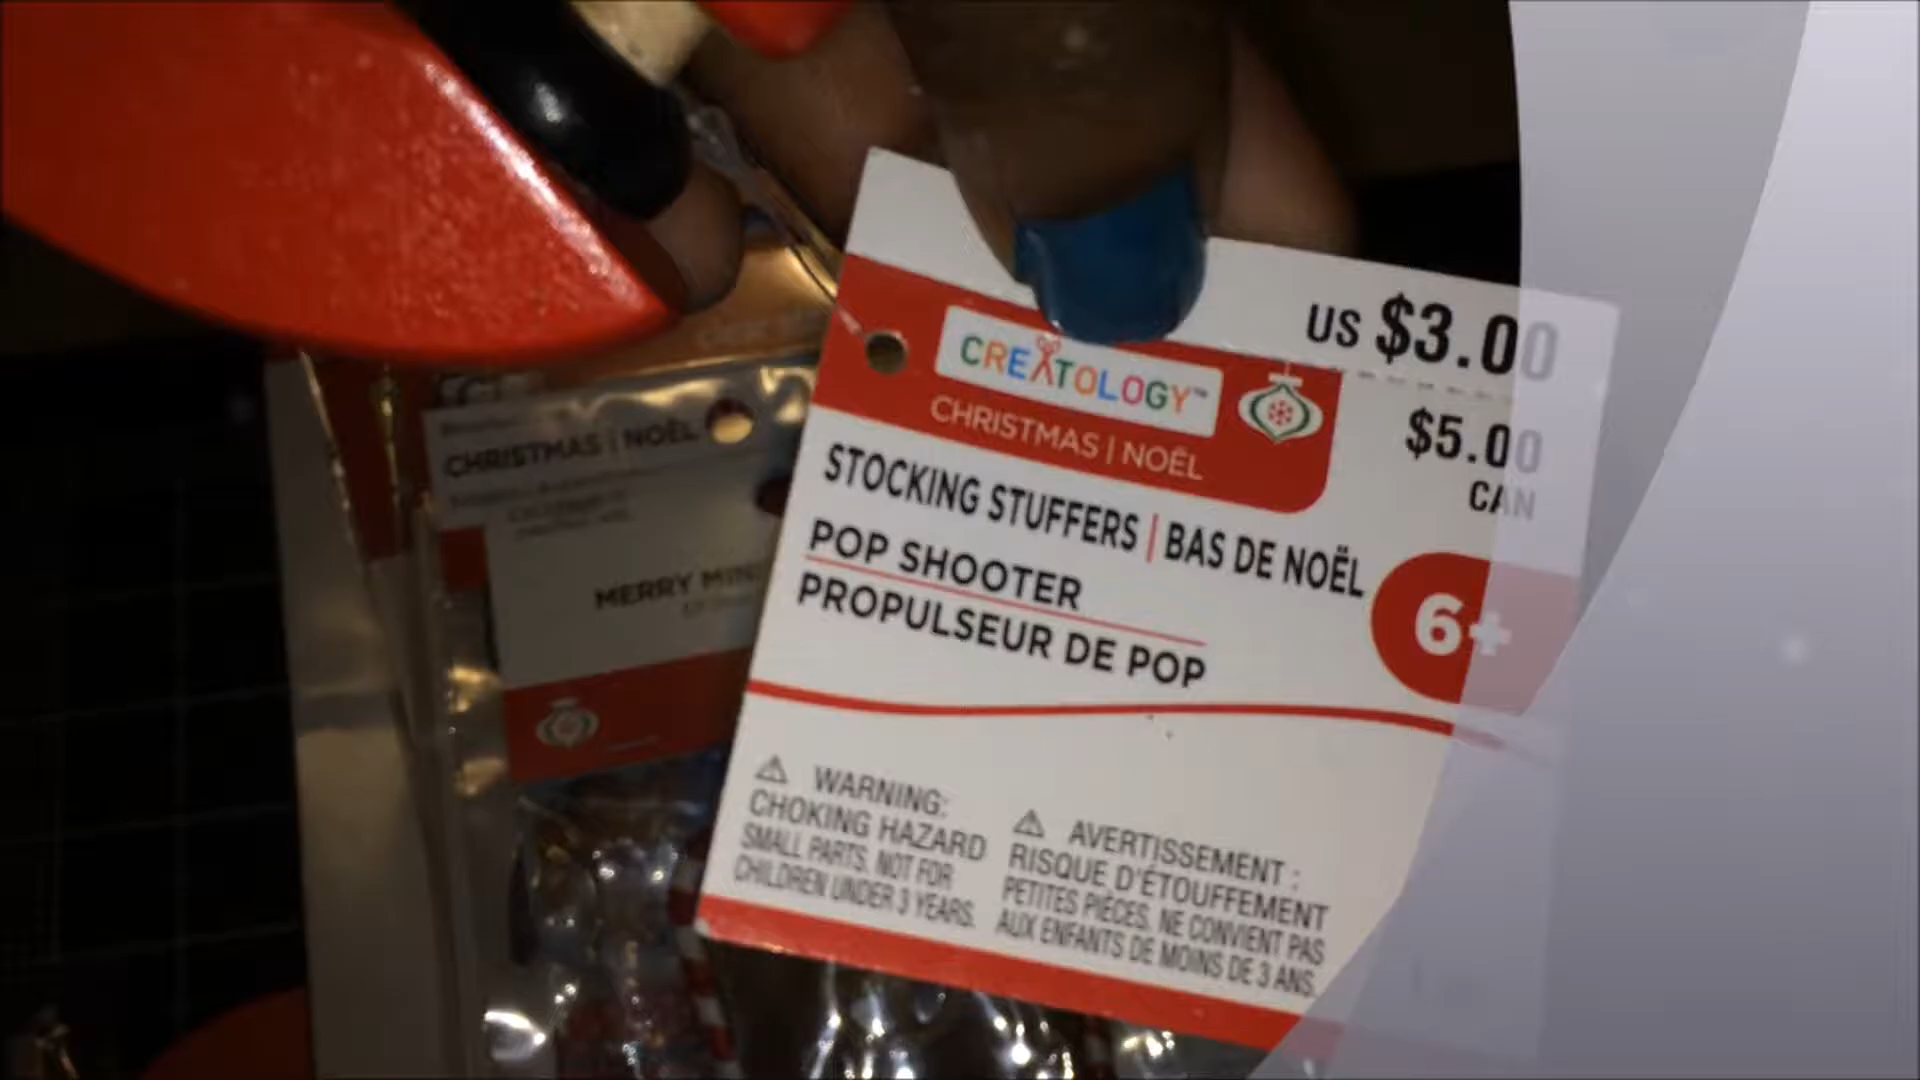 US $3.00
$5.00
CAN
CREATOLOGY™
CHRISTMAS | NOËL
STOCKING STUFFERS | BAS DE NOËL
POP SHOOTER
PROPULSEUR DE POP
6+
WARNING:
CHOKING HAZARD
SMALL PARTS. NOT FOR
CHILDREN UNDER 3 YEARS.
AVERTISSEMENT :
RISQUE D'ÉTOUFFEMENT
PETITES PIÈCES. NE CONVIENT PAS
AUX ENFANTS DE MOINS DE 3 ANS.
CHRISTMAS | NOËL
MERRY